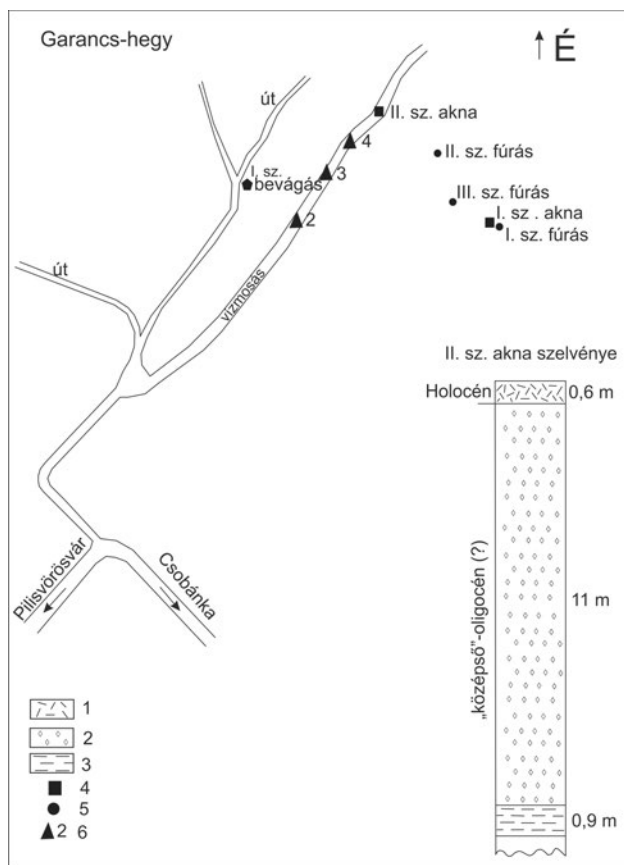 Garancs-hegy
É
út
II. sz. akna
4
II. sz. fúrás
I. sz.
bevágás
3
III. sz. fúrás
I. sz . akna
2
I. sz. fúrás
út
vízmosás
II. sz. akna szelvénye
Holocén
0,6 m
„középső”-oligocén (?)
11 m
Pilisvörösvár
Csobánka
1
2
3
4
5
2 6
0,9 m